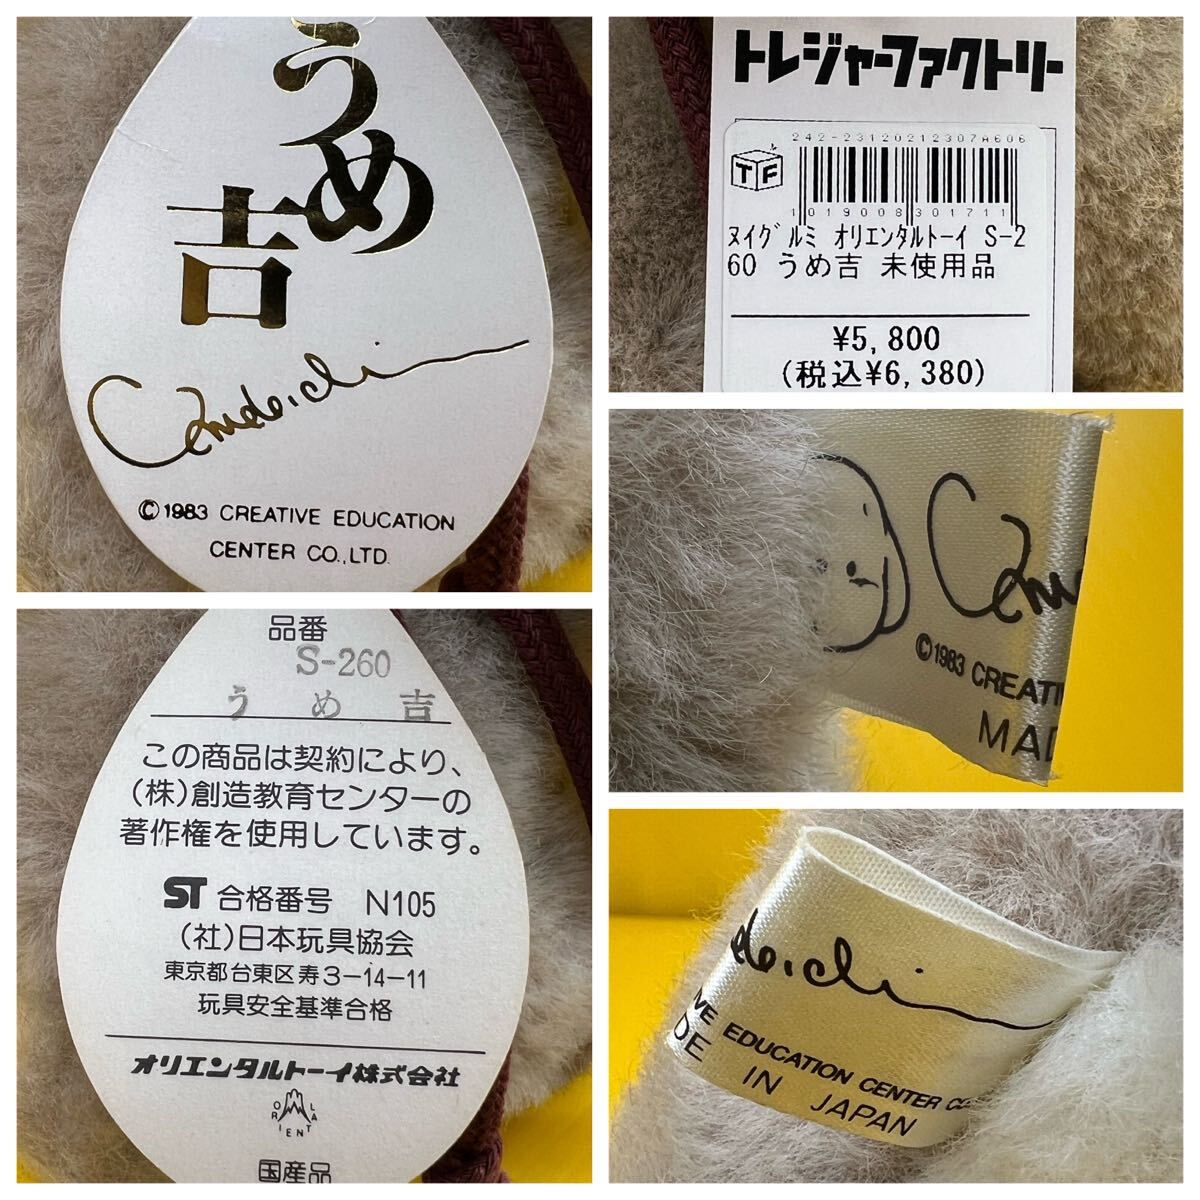 うめ
吉
©1983 CREATIVE EDUCATION
CENTER CO.,LTD.
トレジャーファクトリー
242-23120212307A606
TF
1019008301711
ヌイグルミ オリエンタルトーイ S-2
60 うめ吉 未使用品
¥5,800
(税込¥6,380)
©1983 CREATI
MAD
品番
S-260
うめ吉
この商品は契約により、
(株)創造教育センターの
著作権を使用しています。
ST 合格番号 N105
(社)日本玩具協会
東京都台東区寿3-14-11
玩具安全基準合格
オリエンタルトーイ株式会社
ORIENTAL
国産品
IVE EDUCATION CENTER CO
DE IN JAPAN